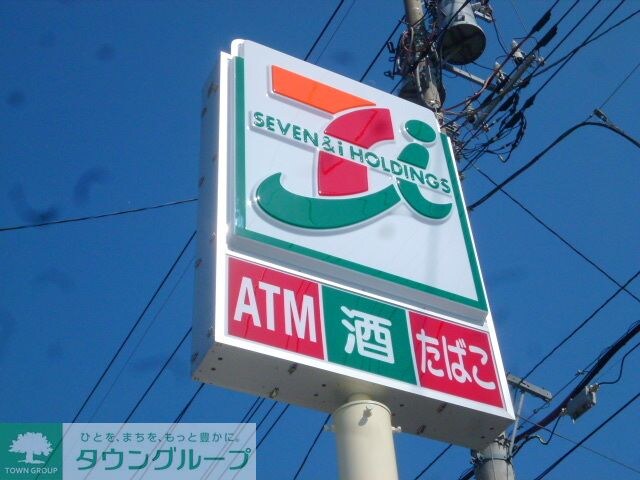 SEVEN & i HOLDINGS
ATM 酒 たばこ
ひとを、まちを、もっと豊かに。
タウングループ
TOWN GROUP